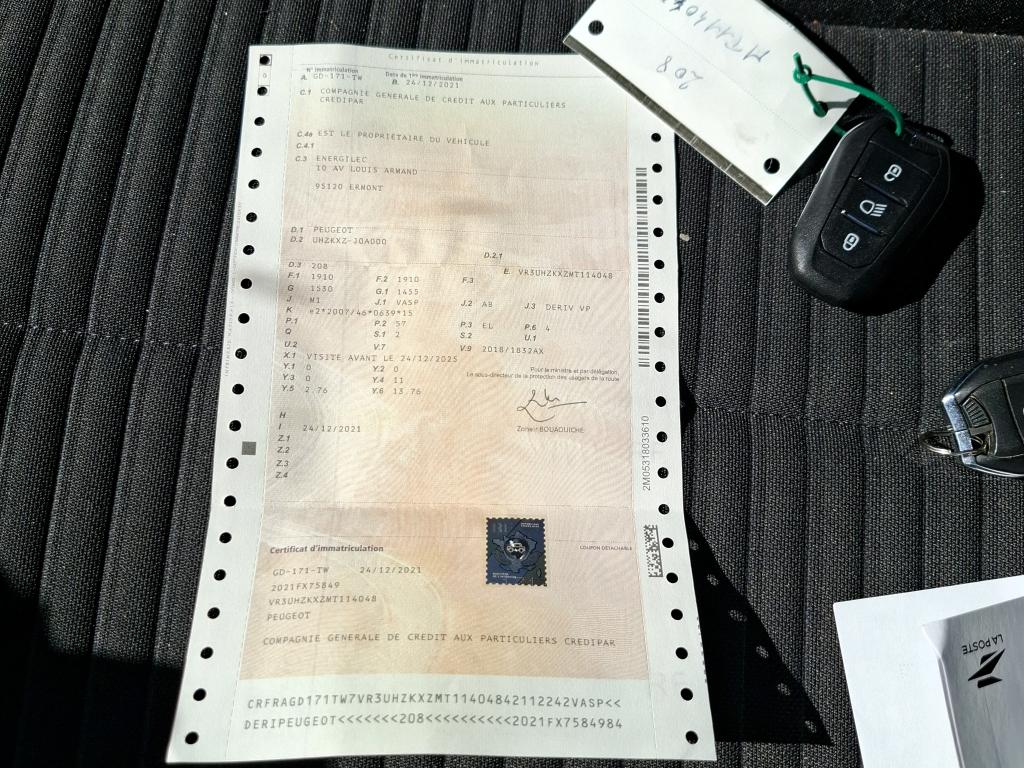 Certificat d'immatriculation
N° immatriculation Date de 1ère immatriculation
A. GD-171-TW B. 24/12/2021
C.1 COMPAGNIE GENERALE DE CREDIT AUX PARTICULIERS
CREDIPAR
C.4a EST LE PROPRIÉTAIRE DU VÉHICULE
C.4.1
C.3 ENERGILEC
10 AV LOUIS ARMAND
95120 ERMONT
D.1 PEUGEOT
D.2 UHZKXZ-J0A000
D.2.1
D.3 208 E. VR3UHZKXZMT114048
F.1 1910 F.2 1910 F.3
G 1530 G.1 1455
J M1 J.1 VASP J.2 AB J.3 DERIV VP
K e2*2007/46*0639*15
P.1 P.2 57 P.3 EL P.6 4
Q S.1 2 S.2 U.1
U.2 V.7 V.9 2018/1832AX
X.1 VISITE AVANT LE 24/12/2025
Y.1 0 Y.2 0
Y.3 0 Y.4 11
Y.5 2.76 Y.6 13.76
Pour le ministre et par délégation,
Le sous-directeur de la protection des usagers de la route
H
I 24/12/2021
Z.1
Z.2
Z.3
Z.4
BOUAOUICHE
2M05318033610
Certificat d'immatriculation COUPON DÉTACHABLE
GD-171-TW 24/12/2021
2021FX75849
VR3UHZKXZMT114048
PEUGEOT
COMPAGNIE GENERALE DE CREDIT AUX PARTICULIERS CREDIPAR
CRFRAGD171TW7VR3UHZKXZMT11404842112242VASP<<
DERIPEUGEOT<<<<<<<208<<<<<<<<<<2021FX7584984
208
LA POSTE